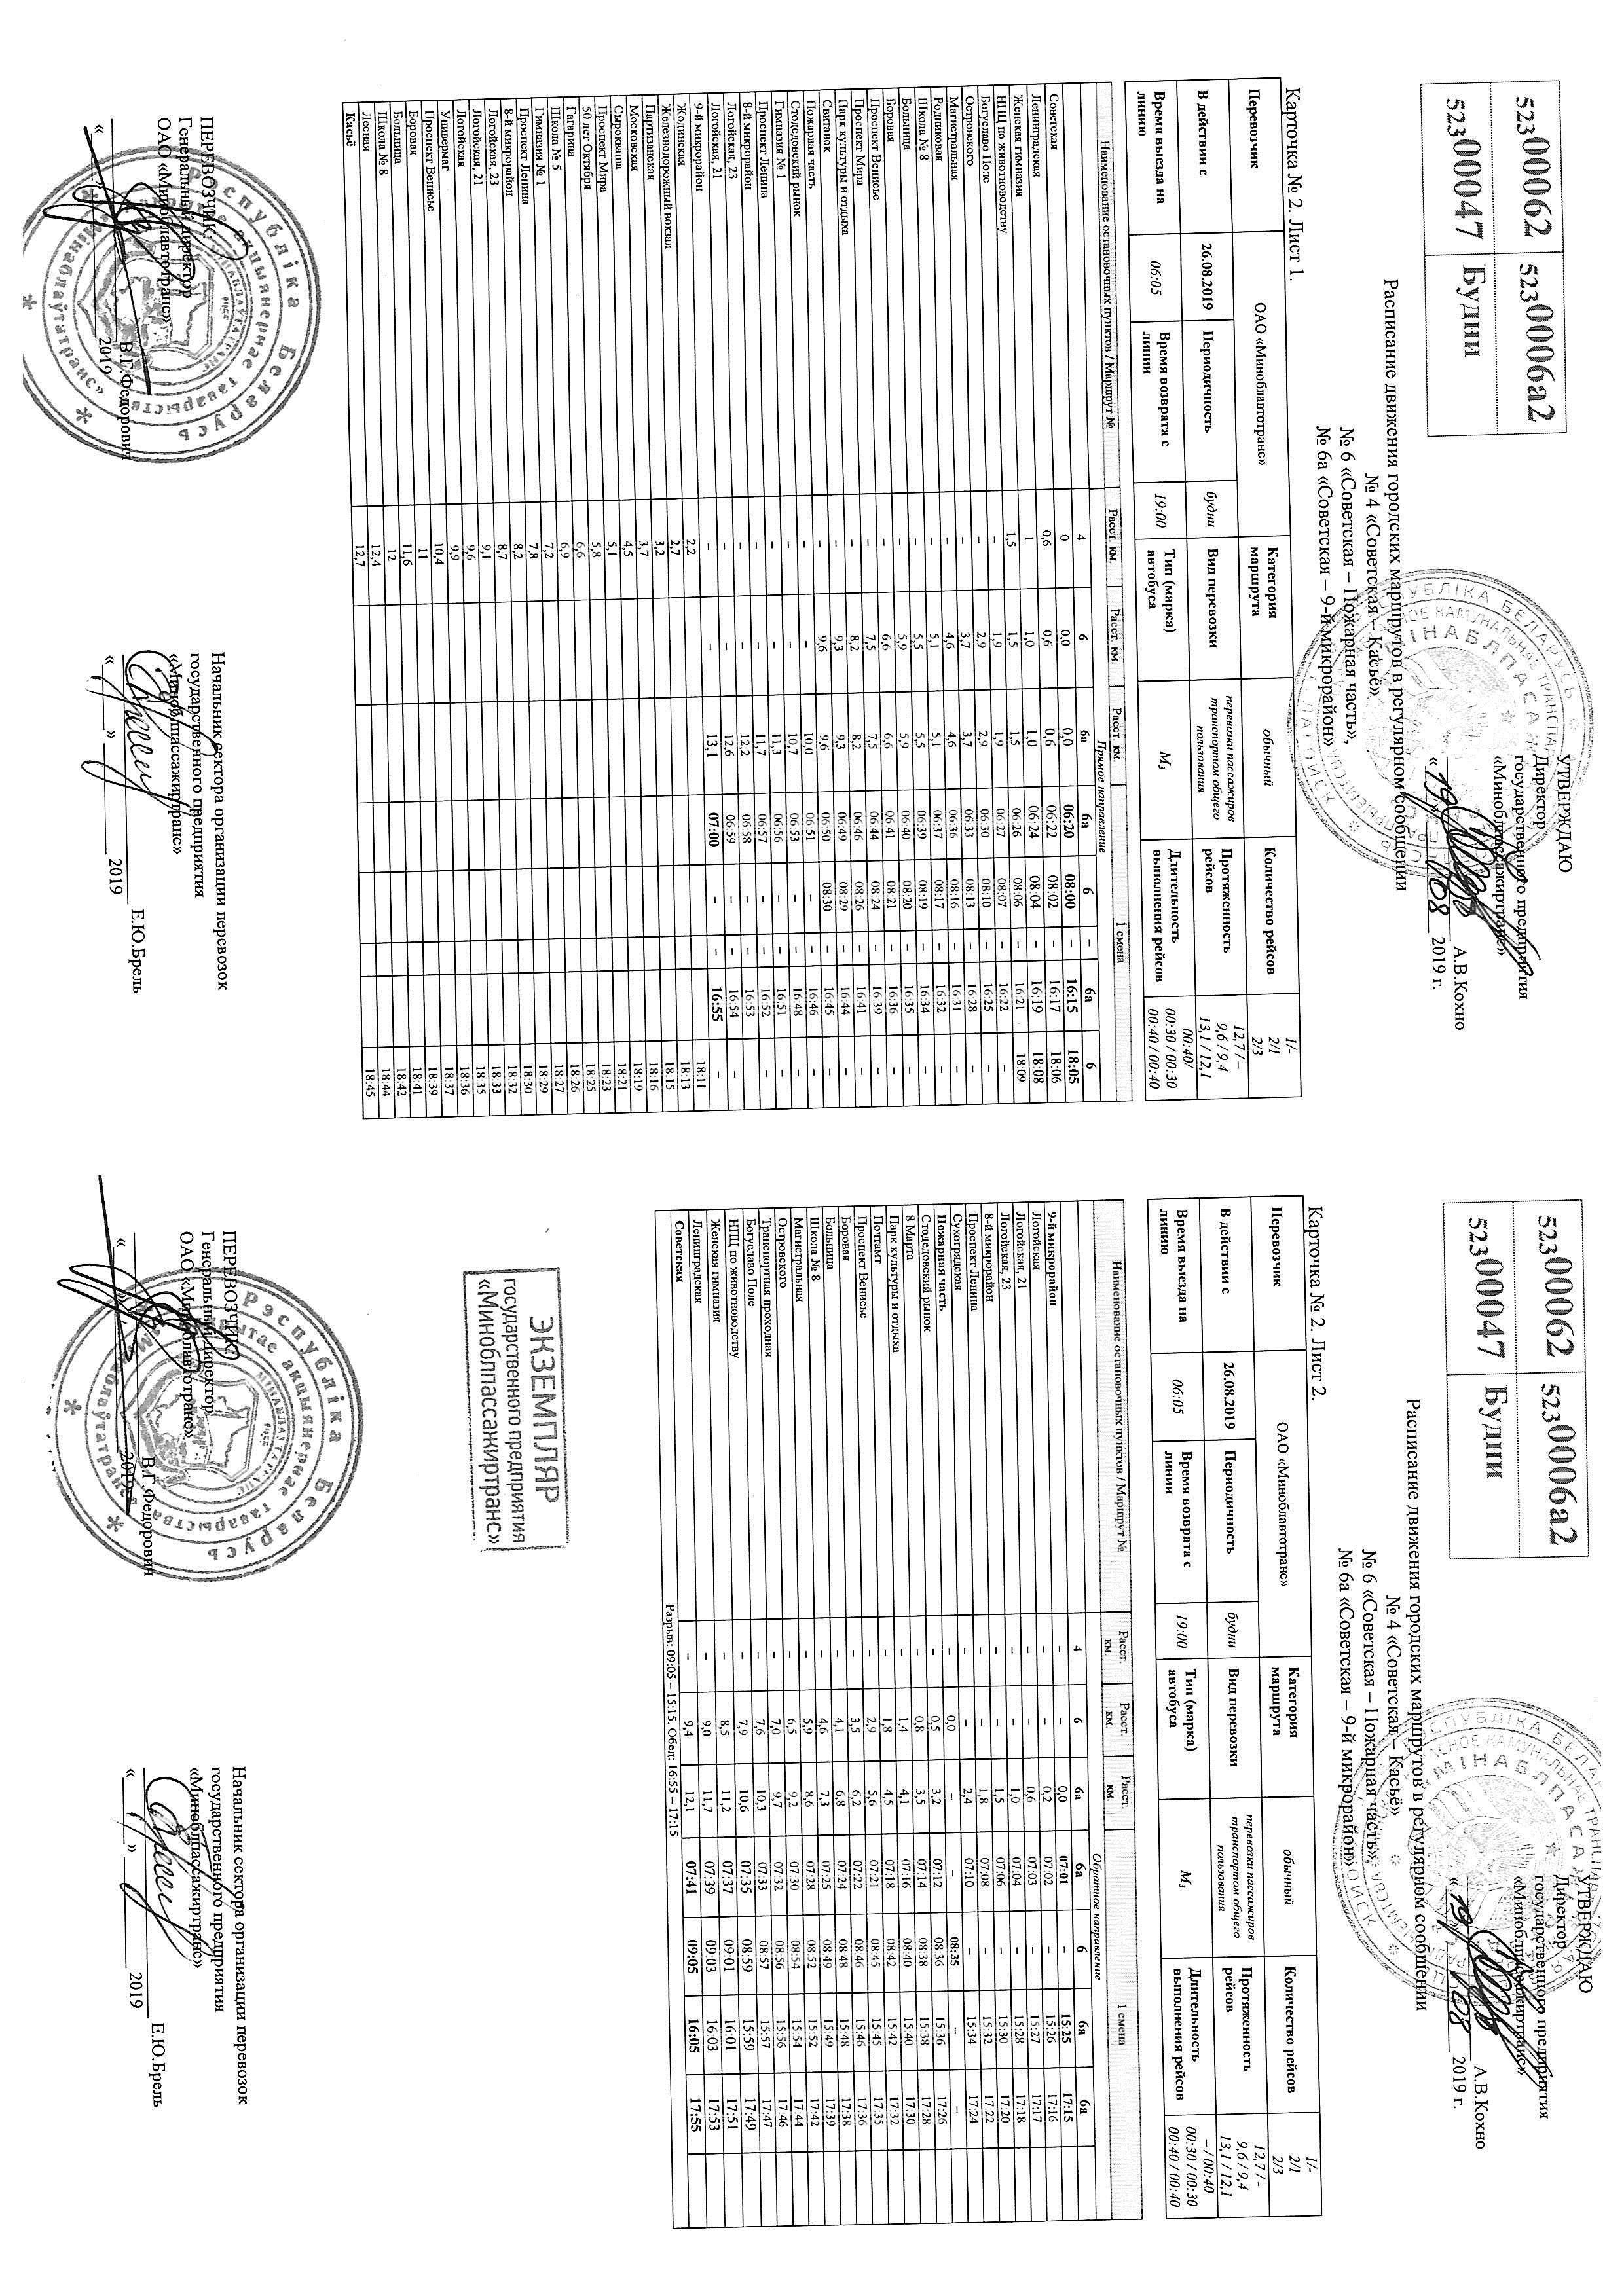 52300062 5230006а2
52300047 Будни
УТВЕРЖДАЮ
Директор
государственного предприятия
«Миноблпассажиртранс»
А.В.Кохно
«19» 08 2019 г.
Расписание движения городских маршрутов в регулярном сообщении
№ 4 «Советская – Касьё»
№ 6 «Советская – Пожарная часть»,
№ 6а «Советская – 9-й микрорайон»
Карточка № 2. Лист 1.
Перевозчик ОАО «Миноблавтотранс» Категория маршрута обычный Количество рейсов 1/- 2/1 2/3
В действии с 26.08.2019 Периодичность будни Вид перевозки перевозки пассажиров транспортом общего пользования Протяженность рейсов 12,7 / – 9,6 / 9,4 13,1 / 12,1
Время выезда на линию 06:05 Время возврата с линии 19:00 Тип (марка) автобуса М₃ Длительность выполнения рейсов 00:40/ 00:30 / 00:30 00:40 / 00:40
Прямое направление
Наименование остановочных пунктов / Маршрут № Расст. км. Расст. км. Расст. км. 1 смена
4 6 6а 6а 6 – 6а 6
Советская 0 0,0 0,0 06:20 08:00 – 16:15 18:05
Ленинградская 0,6 0,6 0,6 06:22 08:02 – 16:17 18:06
Женская гимназия 1 1,0 1,0 06:24 08:04 – 16:19 18:08
НПЦ по животноводству 1,5 1,5 1,5 06:26 08:06 – 16:21 18:09
Богуславо Поле – 1,9 1,9 06:27 08:07 – 16:22 –
Островского – 2,9 2,9 06:30 08:10 – 16:25 –
Магистральная – 3,7 3,7 06:33 08:13 – 16:28 –
Родниковая – 4,6 4,6 06:36 08:16 – 16:31 –
Школа № 8 – 5,1 5,1 06:37 08:17 – 16:32 –
Больница – 5,5 5,5 06:39 08:19 – 16:34 –
Боровая – 5,9 5,9 06:40 08:20 – 16:35 –
Проспект Венисье – 6,6 6,6 06:41 08:21 – 16:36 –
Проспект Мира – 7,5 7,5 06:44 08:24 – 16:39 –
Парк культуры и отдыха – 8,2 8,2 06:46 08:26 – 16:41 –
Свитанок – 9,3 9,3 06:49 08:29 – 16:44 –
Пожарная часть – 9,6 9,6 06:50 08:30 – 16:45 –
Стодедовский рынок – – 10,0 06:51 – – 16:46 –
Гимназия № 1 – – 10,7 06:53 – – 16:48 –
Проспект Ленина – – 11,3 06:56 – – 16:51 –
8-й микрорайон – – 11,7 06:57 – – 16:52 –
Логойская, 23 – – 12,2 06:58 – – 16:53 –
Логойская, 21 – – 12,6 06:59 – – 16:54 –
9-й микрорайон – – 13,1 07:00 – – 16:55 –
Жодинская 2,2 18:11
Железнодорожный вокзал 2,7 18:13
Партизанская 3,2 18:15
Московская 3,7 18:16
Сыроваша 4,5 18:19
Проспект Мира 5,1 18:21
50 лет Октября 5,8 18:23
Гагарина 6,6 18:25
Школа № 5 6,9 18:26
Гимназия № 1 7,2 18:27
Проспект Ленина 7,8 18:29
8-й микрорайон 8,2 18:30
Логойская, 23 8,7 18:32
Логойская, 21 9,1 18:33
Логойская 9,6 18:35
Универмаг 9,9 18:36
Проспект Венисье 10,4 18:37
Боровая 11 18:39
Больница 11,6 18:41
Школа № 8 12 18:42
Лесная 12,4 18:44
Касьё 12,7 18:45
ПЕРЕВОЗЧИК:
Генеральный директор
ОАО «Миноблавтотранс»
В.Г.Федорович
« » 2019
Начальник сектора организации перевозок
государственного предприятия
«Миноблпассажиртранс»
Е.Ю.Брель
« » 2019
52300062 5230006а2
52300047 Будни
УТВЕРЖДАЮ
Директор
государственного предприятия
«Миноблпассажиртранс»
А.В.Кохно
«19» 08 2019 г.
Расписание движения городских маршрутов в регулярном сообщении
№ 4 «Советская – Касьё»
№ 6 «Советская – Пожарная часть»,
№ 6а «Советская – 9-й микрорайон»
Карточка № 2. Лист 2.
Перевозчик ОАО «Миноблавтотранс» Категория маршрута обычный Количество рейсов 1/- 2/1 2/3
В действии с 26.08.2019 Периодичность будни Вид перевозки перевозки пассажиров транспортом общего пользования Протяженность рейсов 12,7 / - 9,6 / 9,4 13,1 / 12,1
Время выезда на линию 06:05 Время возврата с линии 19:00 Тип (марка) автобуса М₃ Длительность выполнения рейсов – / 00:40 00:30 / 00:30 00:40 / 00:40
Обратное направление
Наименование остановочных пунктов / Маршрут № Расст. км. Расст. км. Расст. км. 1 смена
4 6 6а 6а 6 6а 6а
9-й микрорайон – – 0,0 07:01 – 15:25 17:15
Логойская – – 0,2 07:02 – 15:26 17:16
Логойская, 21 – – 0,6 07:03 – 15:27 17:17
Логойская, 23 – – 1,0 07:04 – 15:28 17:18
8-й микрорайон – – 1,5 07:06 – 15:30 17:20
Проспект Ленина – – 1,8 07:08 – 15:32 17:22
Сухогрядская – – 2,4 07:10 – 15:34 17:24
Пожарная часть – 0,0 – – 08:35 – –
Стодедовский рынок – 0,5 3,2 07:12 08:36 15:36 17:26
8 Марта – 0,8 3,5 07:14 08:38 15:38 17:28
Парк культуры и отдыха – 1,4 4,1 07:16 08:40 15:40 17:30
Почтамт – 1,8 4,5 07:18 08:42 15:42 17:32
Проспект Венисье – 2,9 5,6 07:21 08:45 15:45 17:35
Боровая – 3,5 6,2 07:22 08:46 15:46 17:36
Больница – 4,1 6,8 07:24 08:48 15:48 17:38
Школа № 8 – 4,6 7,3 07:25 08:49 15:49 17:39
Магистральная – 5,9 8,6 07:28 08:52 15:52 17:42
Островского – 6,5 9,2 07:30 08:54 15:54 17:44
Транспортная проходная – 7,0 9,7 07:32 08:56 15:56 17:46
Богуславо Поле – 7,6 10,3 07:33 08:57 15:57 17:47
НПЦ по животноводству – 7,9 10,6 07:35 08:59 15:59 17:49
Женская гимназия – 8,5 11,2 07:37 09:01 16:01 17:51
Ленинградская – 9,0 11,7 07:39 09:03 16:03 17:53
Советская – 9,4 12,1 07:41 09:05 16:05 17:55
Разрыв: 09:05 – 15:15. Обед: 16:55 – 17:15
ЭКЗЕМПЛЯР
государственного предприятия
«Миноблпассажиртранс»
ПЕРЕВОЗЧИК:
Генеральный директор
ОАО «Миноблавтотранс»
В.Г.Федорович
« » 2019
Начальник сектора организации перевозок
государственного предприятия
«Миноблпассажиртранс»
Е.Ю.Брель
« » 2019